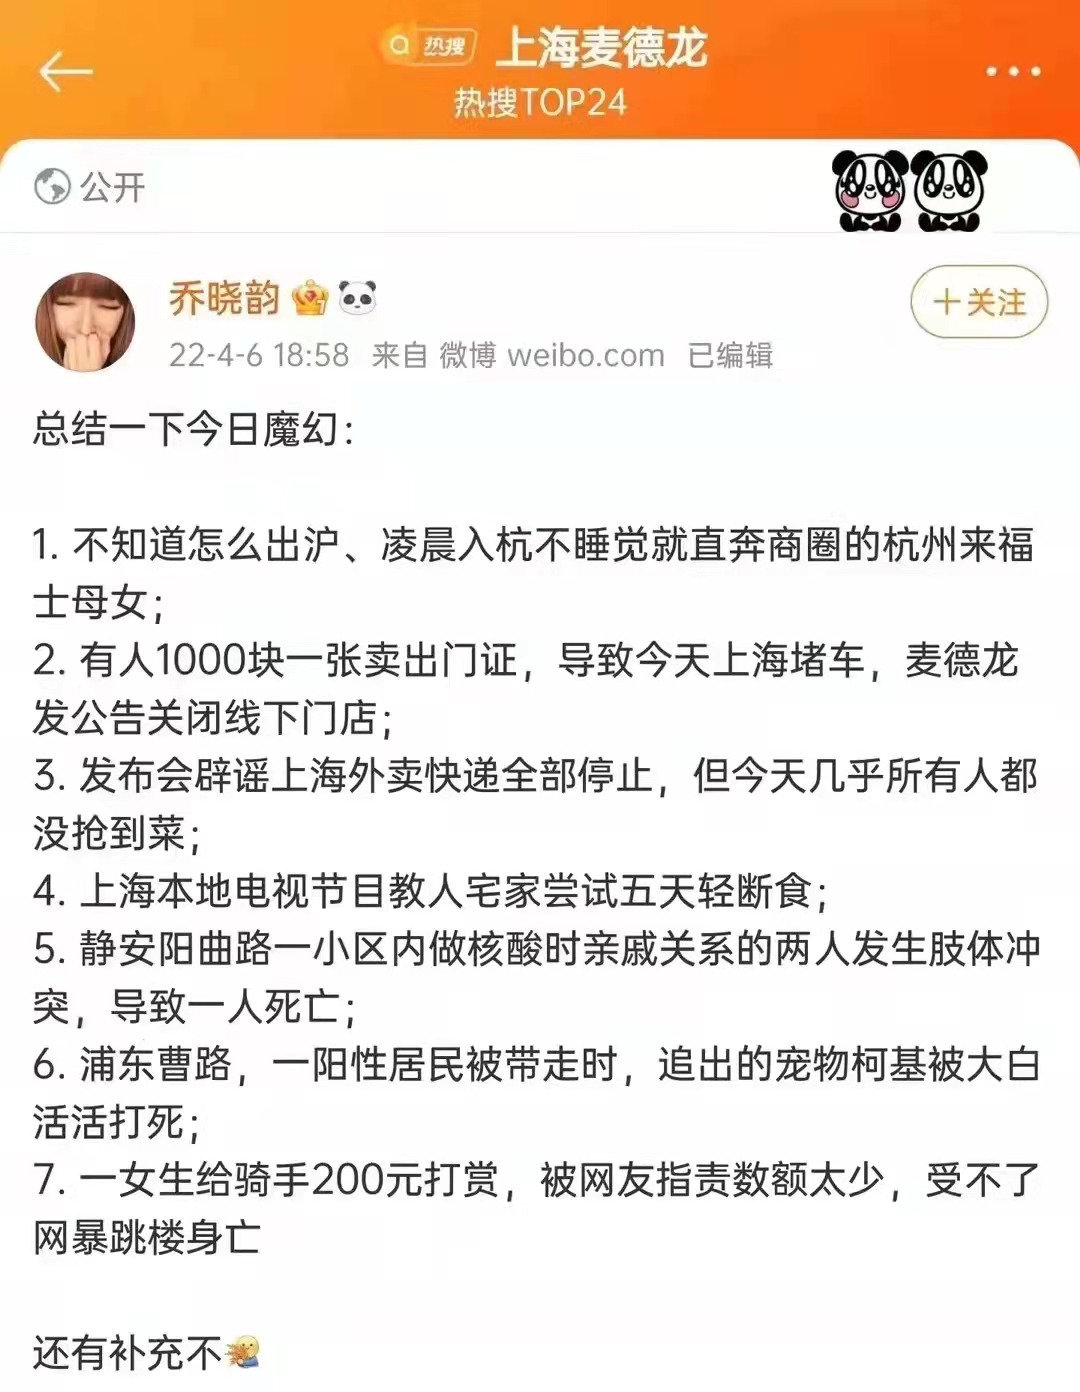 热搜 上海麦德龙
热搜TOP24
公开
乔晓韵
+关注
22-4-6 18:58 来自 微博 weibo.com 已编辑
总结一下今日魔幻：
1. 不知道怎么出沪、凌晨入杭不睡觉就直奔商圈的杭州来福
士母女；
2. 有人1000块一张卖出门证，导致今天上海堵车，麦德龙
发公告关闭线下门店；
3. 发布会辟谣上海外卖快递全部停止，但今天几乎所有人都
没抢到菜；
4. 上海本地电视节目教人宅家尝试五天轻断食；
5. 静安阳曲路一小区内做核酸时亲戚关系的两人发生肢体冲
突，导致一人死亡；
6. 浦东曹路，一阳性居民被带走时，追出的宠物柯基被大白
活活打死；
7. 一女生给骑手200元打赏，被网友指责数额太少，受不了
网暴跳楼身亡
还有补充不